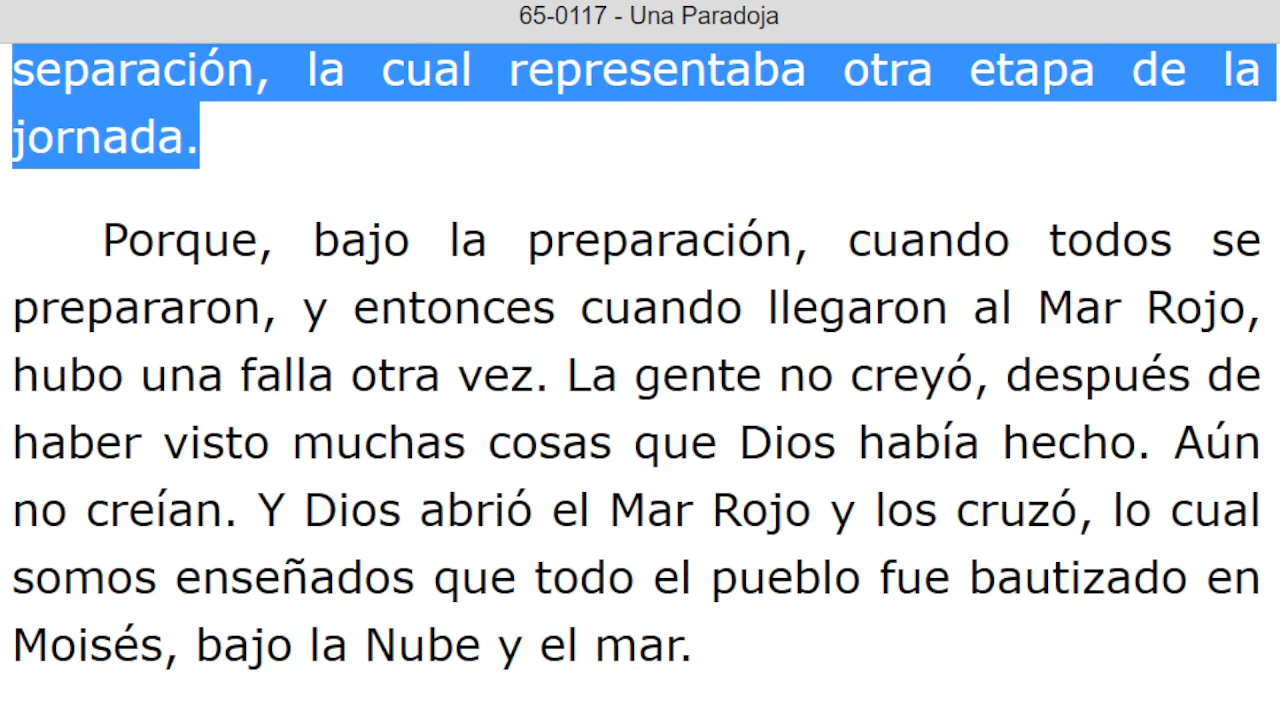 65-0117 - Una Paradoja
separación, la cual representaba otra etapa de la
jornada.
Porque, bajo la preparación, cuando todos se
prepararon, y entonces cuando llegaron al Mar Rojo,
hubo una falla otra vez. La gente no creyó, después de
haber visto muchas cosas que Dios había hecho. Aún
no creían. Y Dios abrió el Mar Rojo y los cruzó, lo cual
somos enseñados que todo el pueblo fue bautizado en
Moisés, bajo la Nube y el mar.